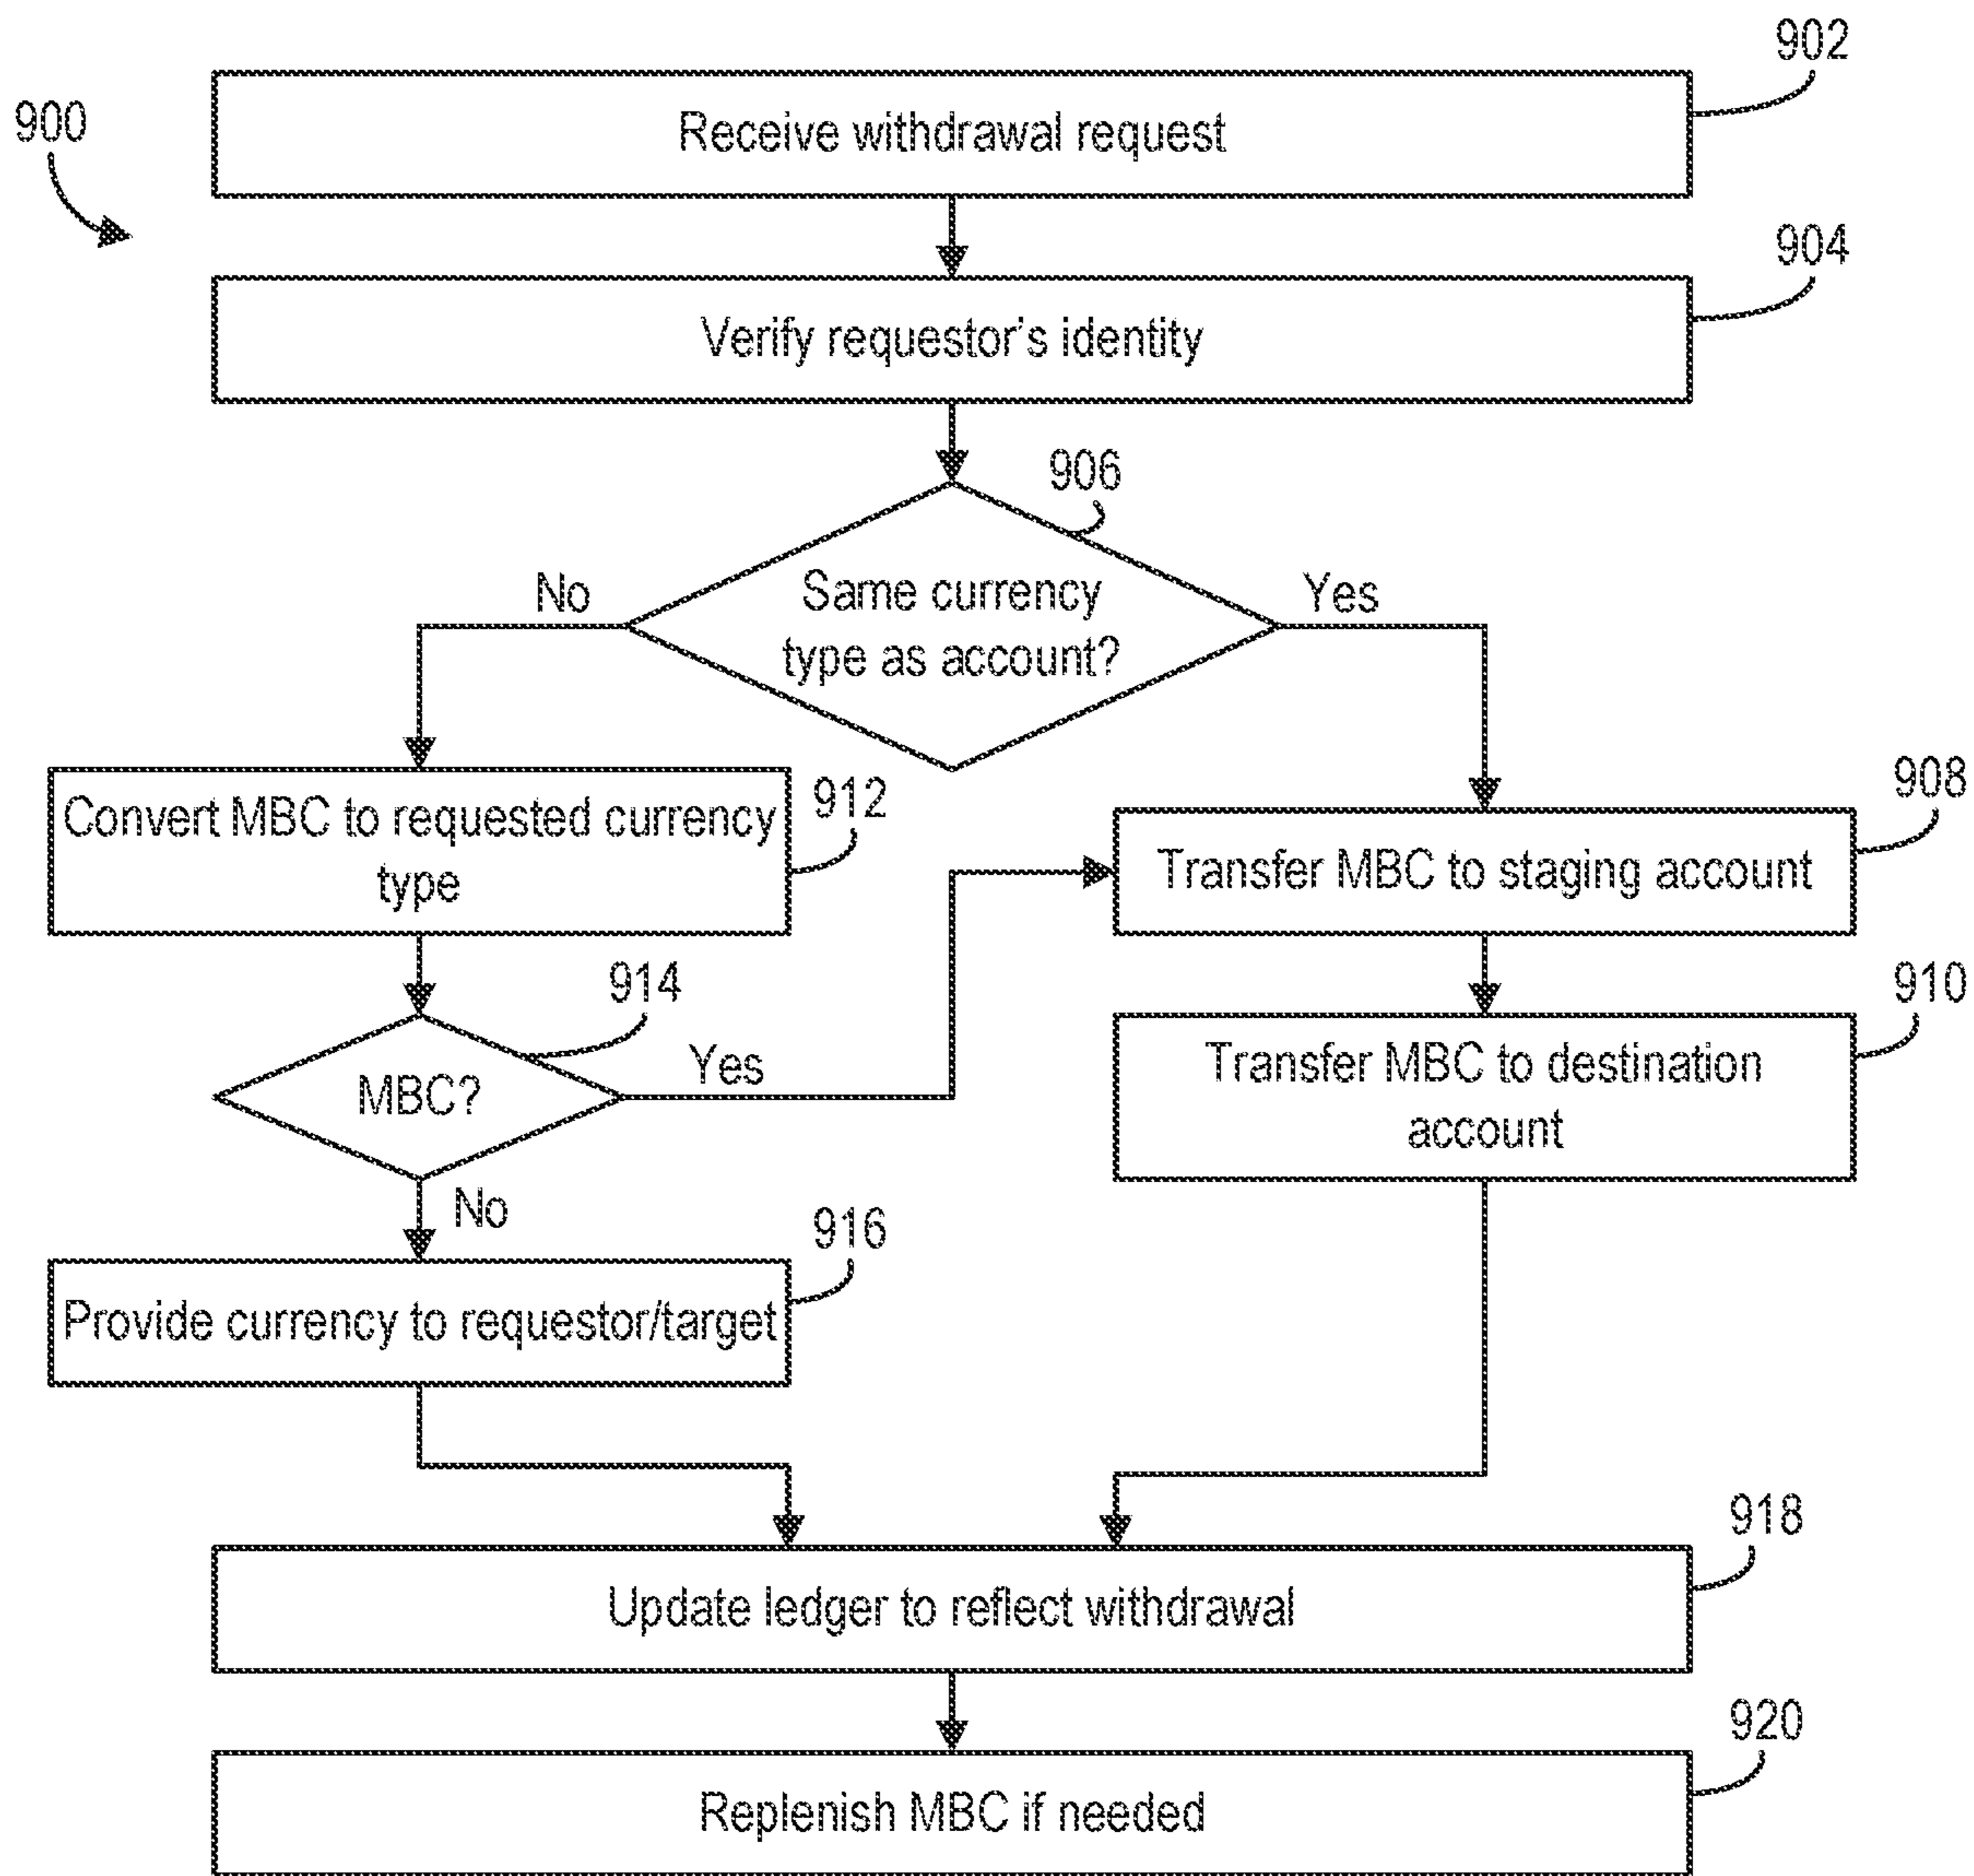 902
900
Receive withdrawal request
904
Verify requestor's identity
906
No
Same currency
type as account?
Yes
908
912
Convert MBC to requested currency
type
Transfer MBC to staging account
914
910
Yes
MBC?
Transfer MBC to destination
account
No
916
Provide currency to requestor/target
918
Update ledger to reflect withdrawal
920
Replenish MBC if needed